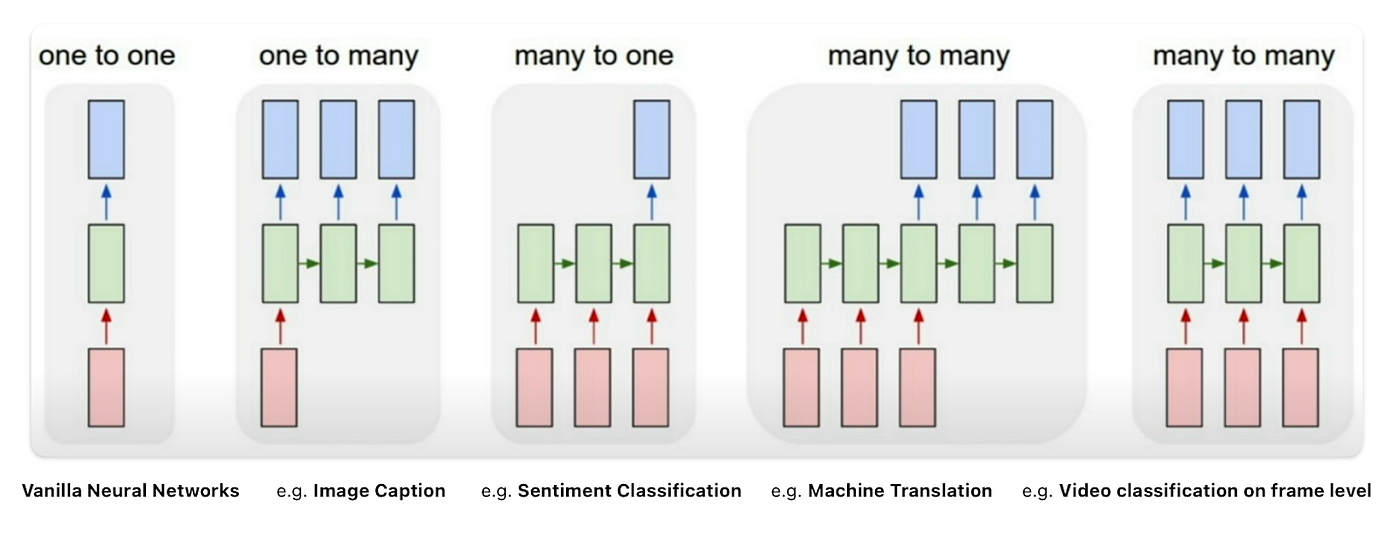 one to one
one to many
many to one
many to many
many to many
Vanilla Neural Networks
e.g. Image Caption
e.g. Sentiment Classification
e.g. Machine Translation
e.g. Video classification on frame level